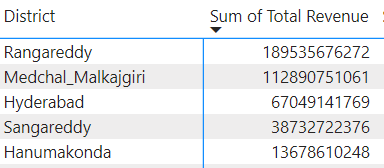 District Sum of Total Revenue
Rangareddy 189535676272
Medchal_Malkajgiri 112890751061
Hyderabad 67049141769
Sangareddy 38732722376
Hanumakonda 13678610248